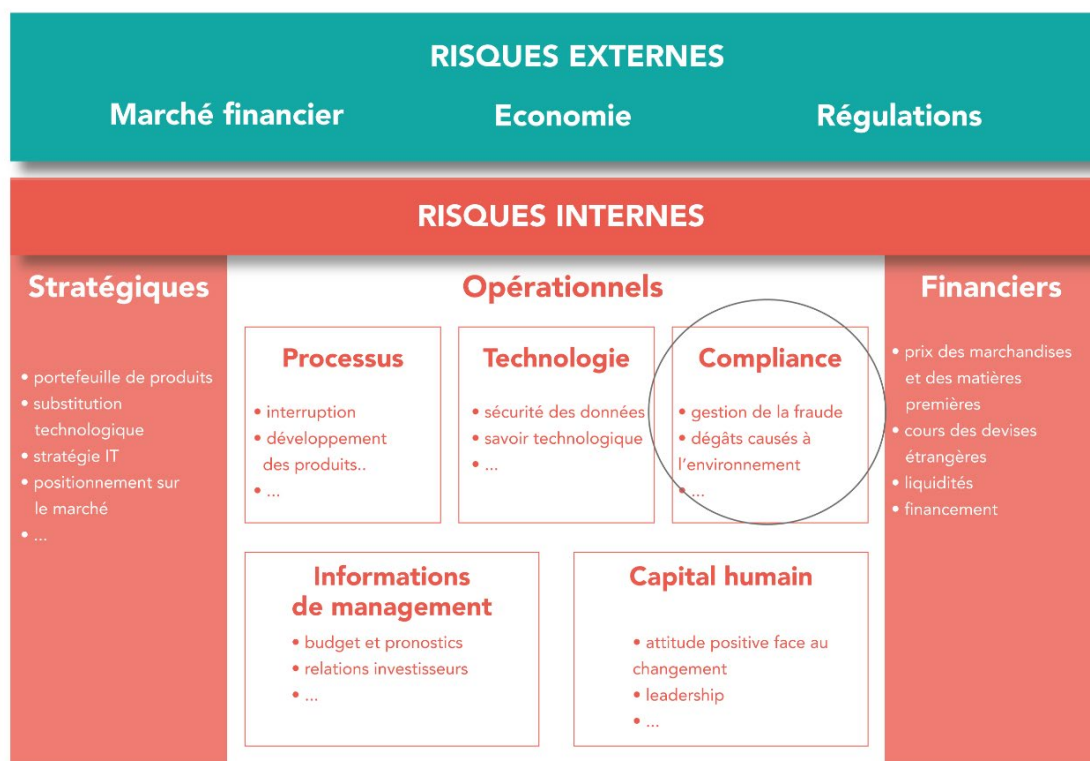 RISQUES EXTERNES
Marché financier
Economie
Régulations
RISQUES INTERNES
Stratégiques
• portefeuille de produits
• substitution
technologique
• stratégie IT
• positionnement sur
le marché
• ...
Opérationnels
Processus
• interruption
• développement
des produits..
• ...
Technologie
• sécurité des données
• savoir technologique
• ...
Compliance
• gestion de la fraude
• dégâts causés à
l'environnement
• ...
Informations
de management
• budget et pronostics
• relations investisseurs
• ...
Capital humain
• attitude positive face au
changement
• leadership
• ...
Financiers
• prix des marchandises
et des matières
premières
• cours des devises
étrangères
• liquidités
• financement